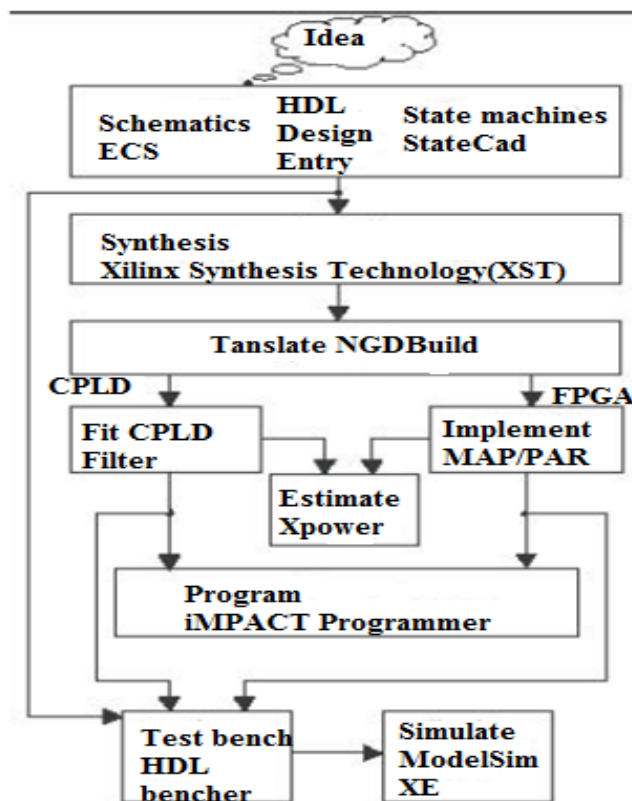 Idea
Schematics
ECS
HDL
Design
Entry
State machines
StateCad
Synthesis
Xilinx Synthesis Technology(XST)
Tanslate NGDBuild
CPLD
FPGA
Fit CPLD
Filter
Implement
MAP/PAR
Estimate
Xpower
Program
iMPACT Programmer
Test bench
HDL
bencher
Simulate
ModelSim
XE